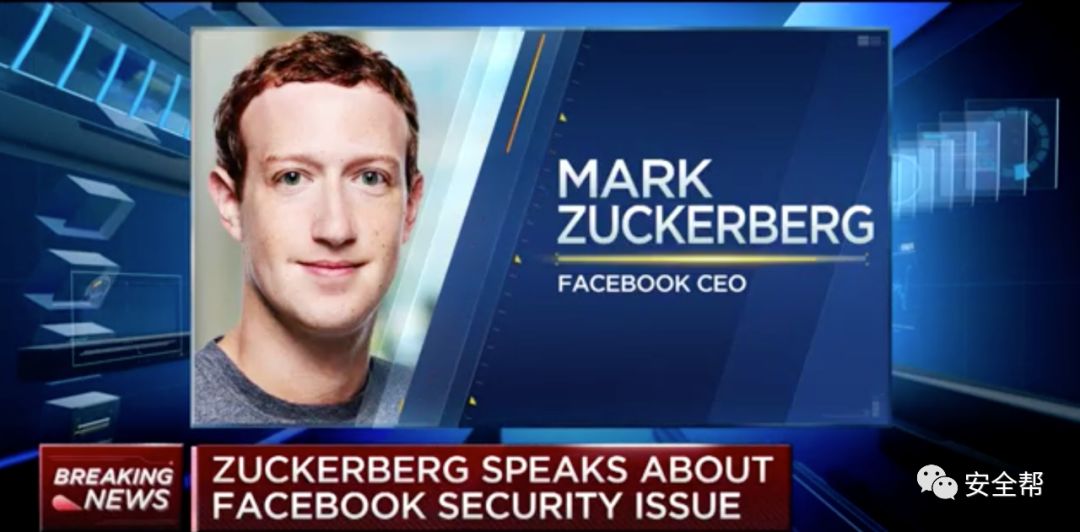 MARK
ZUCKERBERG
FACEBOOK CEO
BREAKING
NEWS
ZUCKERBERG SPEAKS ABOUT
FACEBOOK SECURITY ISSUE
安全帮